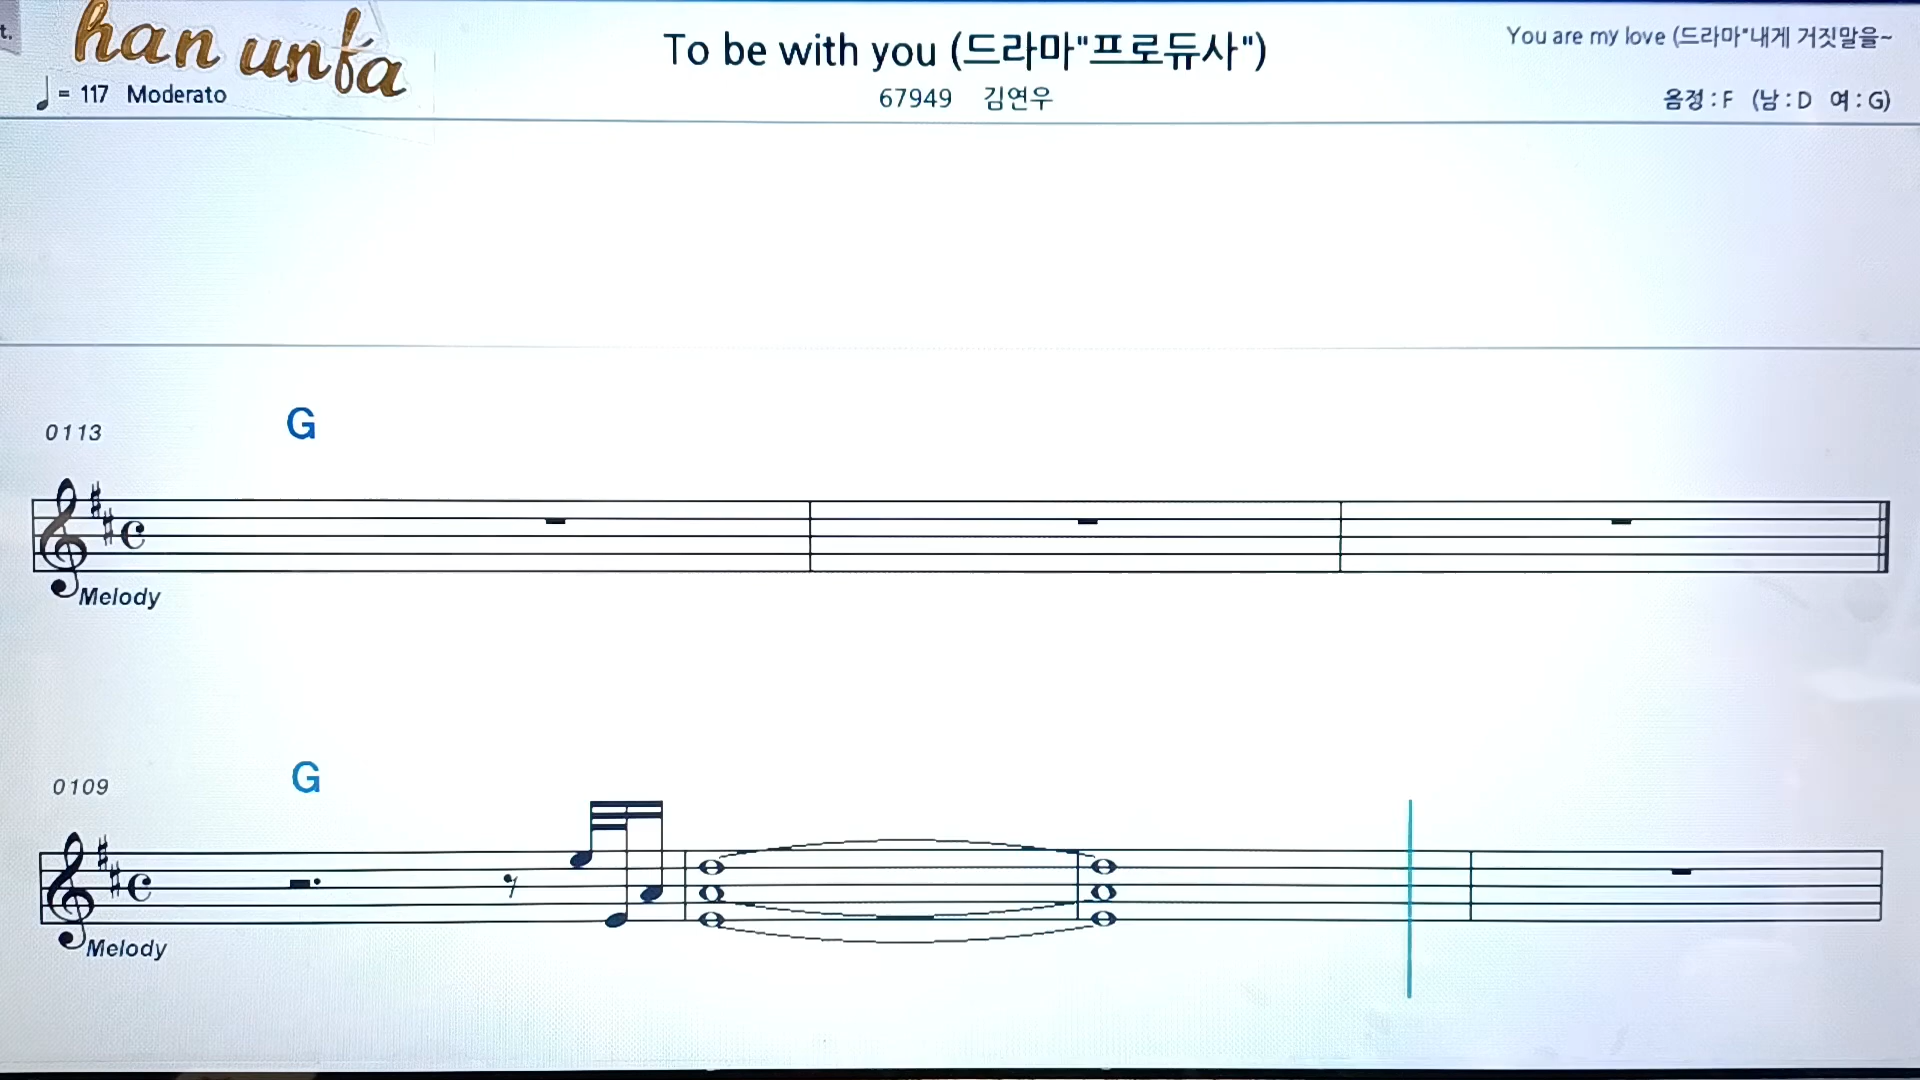 t.
han unfa
♩ = 117 Moderato
To be with you (드라마"프로듀사")
67949 김연우
You are my love (드라마"내게 거짓말을~
음정 : F (남 : D 여 : G)
0113 G
Melody
0109 G
Melody